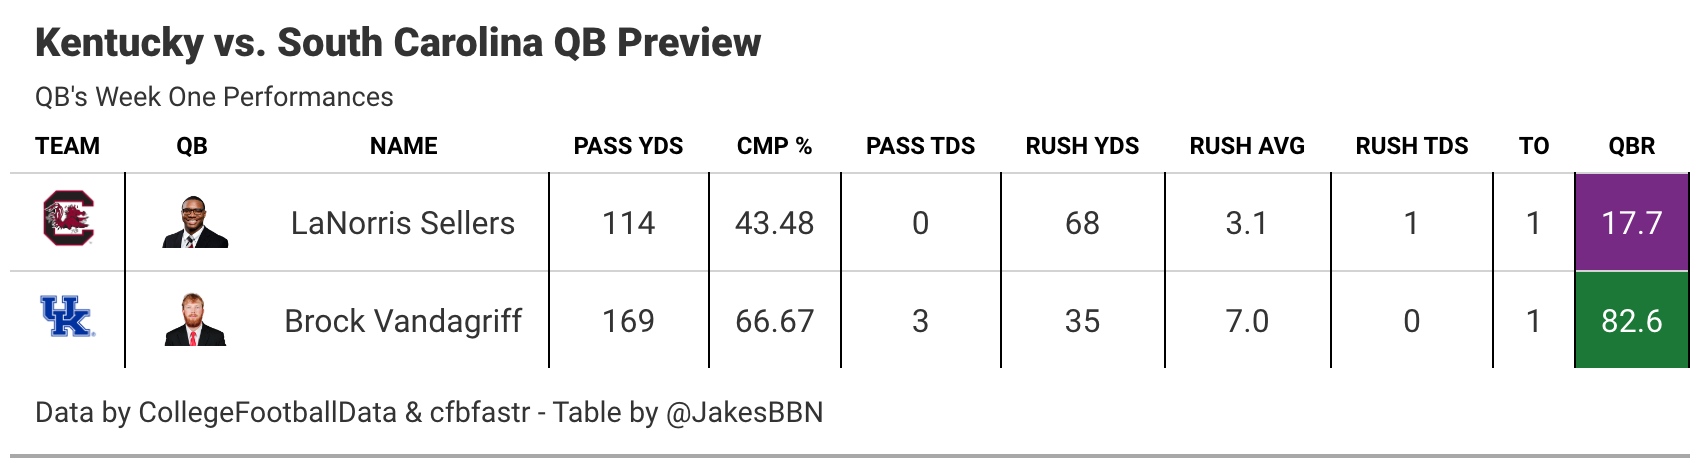 Kentucky vs. South Carolina QB Preview
QB's Week One Performances
TEAM QB NAME PASS YDS CMP % PASS TDS RUSH YDS RUSH AVG RUSH TDS TO QBR
LaNorris Sellers 114 43.48 0 68 3.1 1 1 17.7
UK Brock Vandagriff 169 66.67 3 35 7.0 0 1 82.6
Data by CollegeFootballData & cfbfastr - Table by @JakesBBN